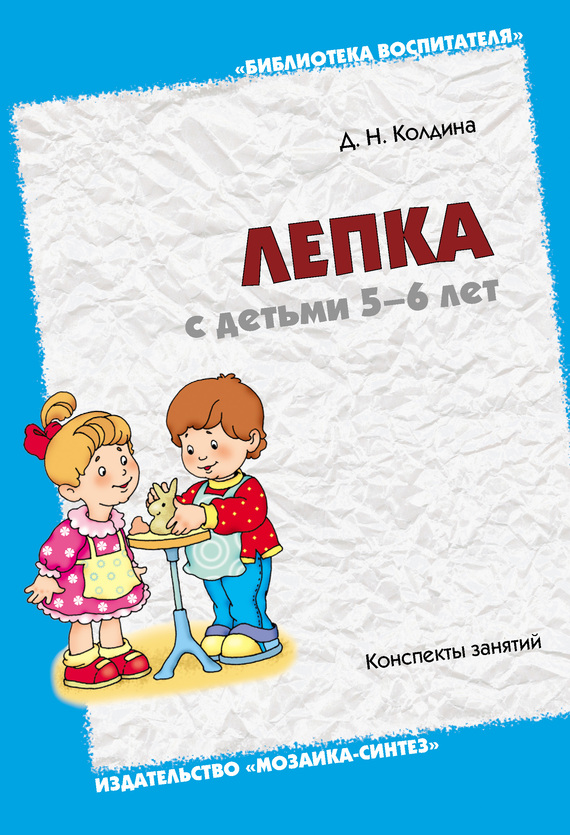 «БИБЛИОТЕКА ВОСПИТАТЕЛЯ»
Д. Н. Колдина
ЛЕПКА
с детьми 5–6 лет
Конспекты занятий
ИЗДАТЕЛЬСТВО «МОЗАИКА-СИНТЕЗ»